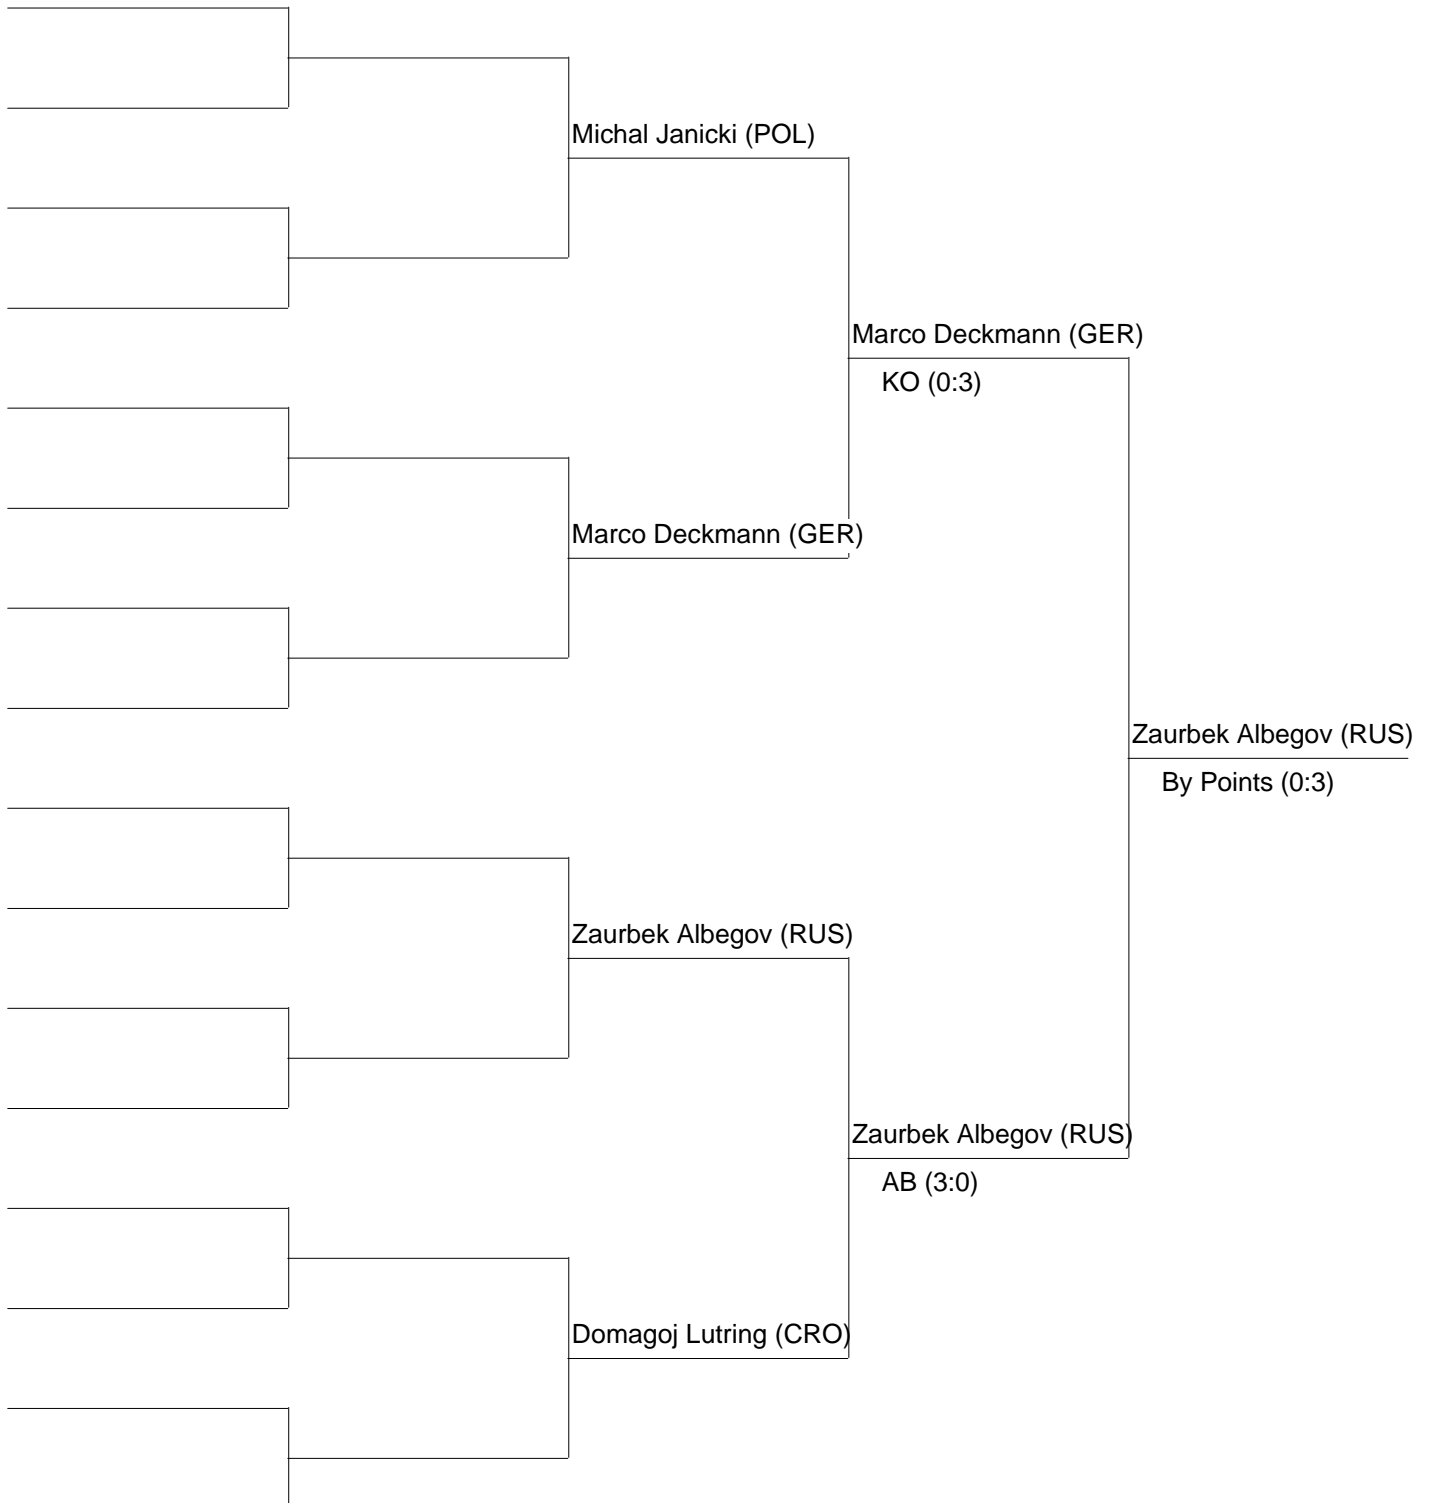 Michal Janicki (POL)
Marco Deckmann (GER)
KO (0:3)
Marco Deckmann (GER)
Zaurbek Albegov (RUS)
By Points (0:3)
Zaurbek Albegov (RUS)
Zaurbek Albegov (RUS)
AB (3:0)
Domagoj Lutring (CRO)